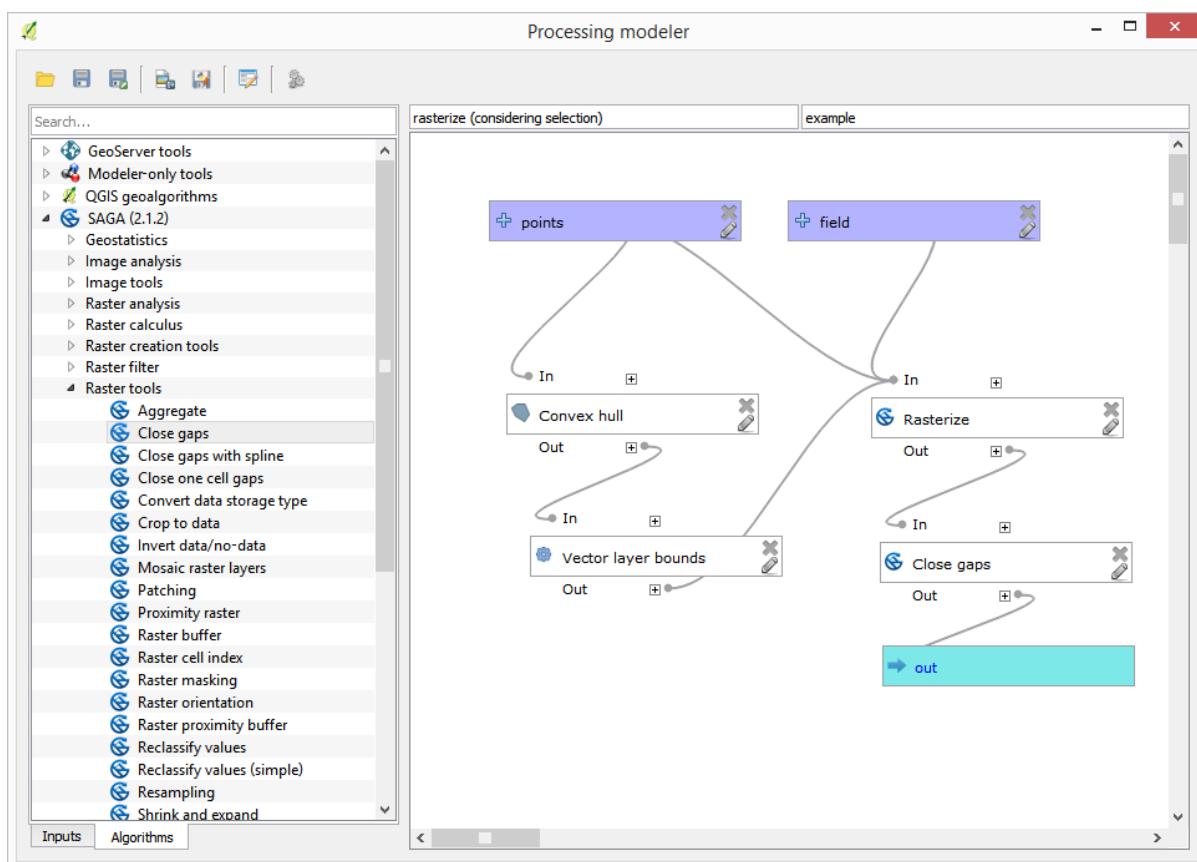 Processing modeler
Search...
GeoServer tools
Modeler-only tools
QGIS geoalgorithms
SAGA (2.1.2)
Geostatistics
Image analysis
Image tools
Raster analysis
Raster calculus
Raster creation tools
Raster filter
Raster tools
Aggregate
Close gaps
Close gaps with spline
Close one cell gaps
Convert data storage type
Crop to data
Invert data/no-data
Mosaic raster layers
Patching
Proximity raster
Raster buffer
Raster cell index
Raster masking
Raster orientation
Raster proximity buffer
Reclassify values
Reclassify values (simple)
Resampling
Shrink and expand
Inputs
Algorithms
rasterize (considering selection)
example
points
field
In
Convex hull
Out
In
Rasterize
Out
In
Vector layer bounds
Out
In
Close gaps
Out
out